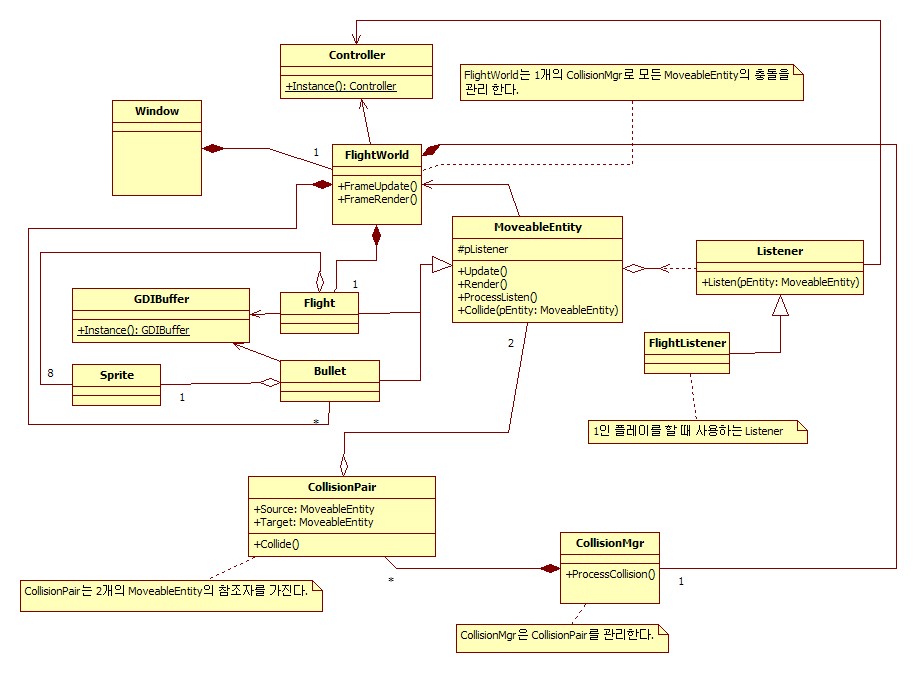 Controller
+Instance(): Controller
FlightWorld는 1개의 CollisionMgr로 모든 MoveableEntity의 충돌을
관리 한다.
Window
1
FlightWorld
+FrameUpdate()
+FrameRender()
MoveableEntity
#pListener
+Update()
+Render()
+ProcessListen()
+Collide(pEntity: MoveableEntity)
Listener
+Listen(pEntity: MoveableEntity)
1
GDIBuffer
+Instance(): GDIBuffer
Flight
FlightListener
2
8
Sprite
1
Bullet
*
1인 플레이를 할 때 사용하는 Listener
CollisionPair
+Source: MoveableEntity
+Target: MoveableEntity
+Collide()
CollisionMgr
+ProcessCollision()
*
1
CollisionPair는 2개의 MoveableEntity의 참조자를 가진다.
CollisionMgr은 CollisionPair를 관리한다.